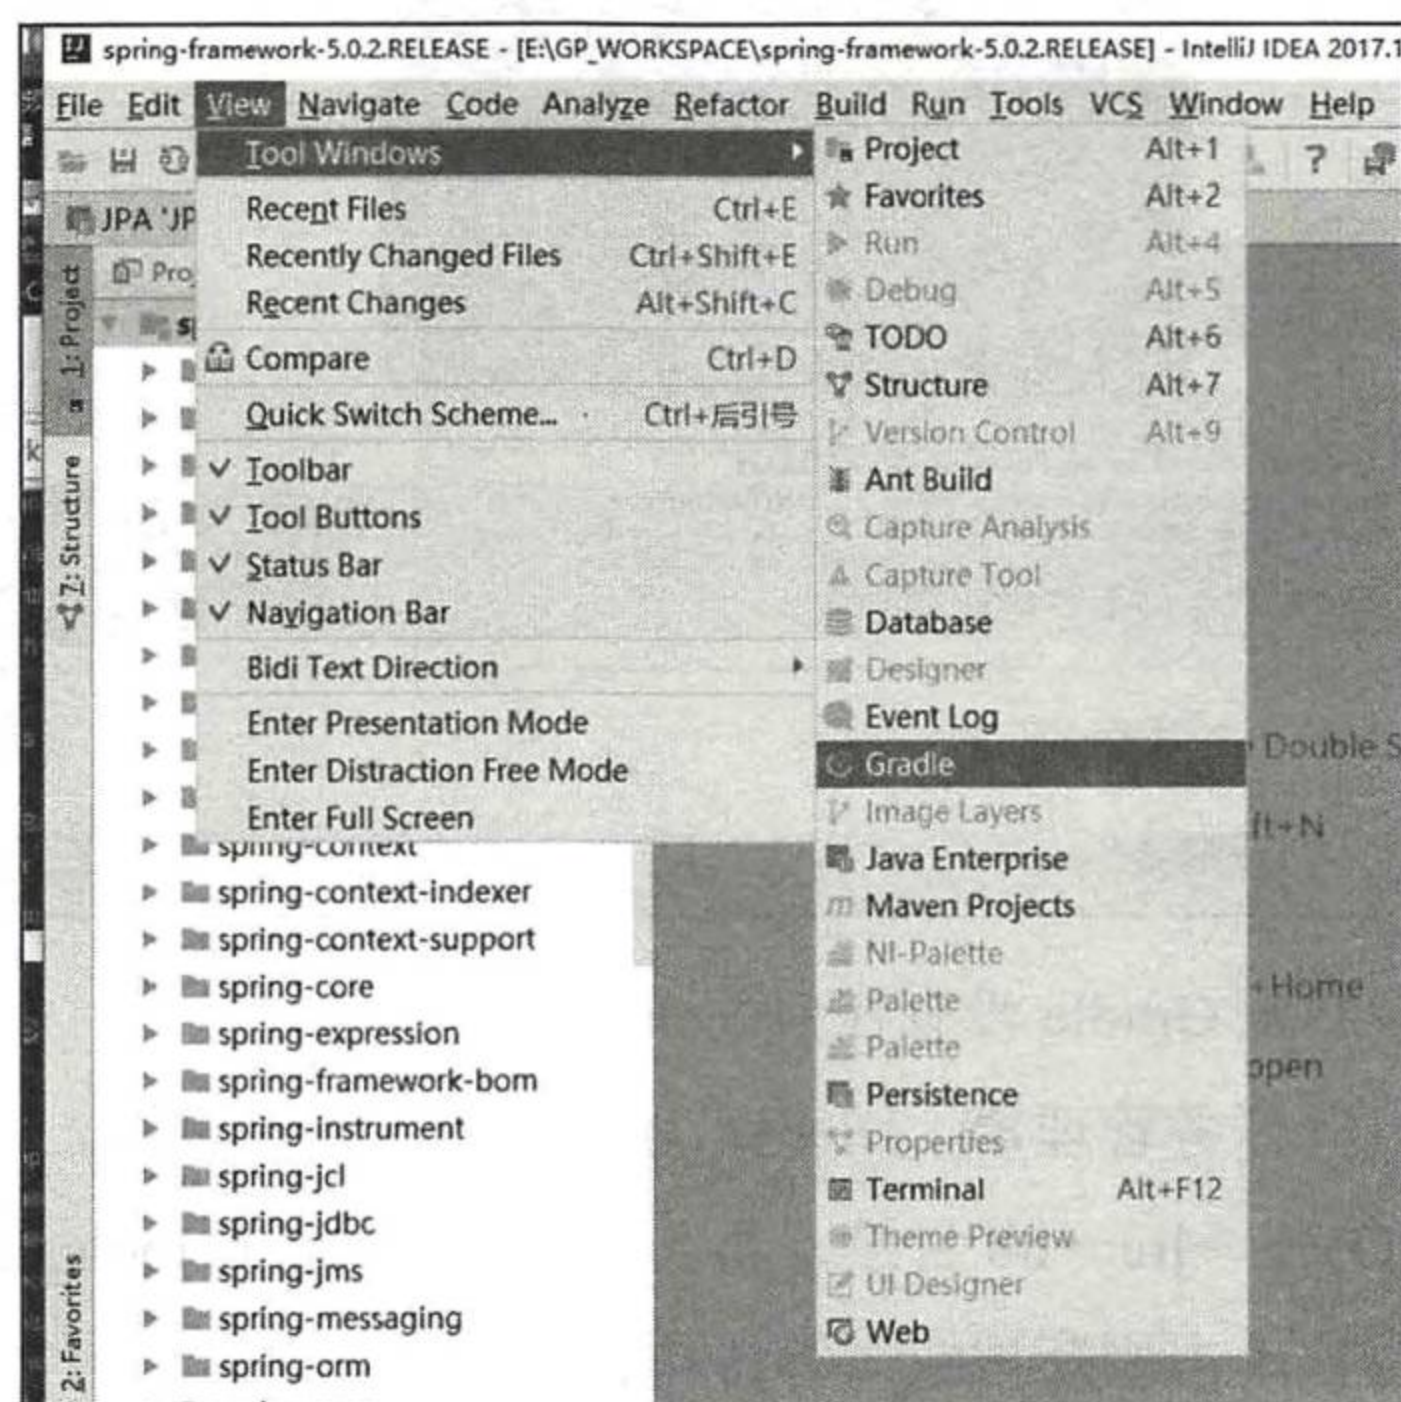 spring-framework-5.0.2.RELEASE - [E:\GP_WORKSPACE\spring-framework-5.0.2.RELEASE] - IntelliJ IDEA 2017.1
File Edit View Navigate Code Analyze Refactor Build Run Tools VCS Window Help
JPA 'JP
Pro
1: Project
7: Structure
2: Favorites
Tool Windows
Recent Files Ctrl+E
Recently Changed Files Ctrl+Shift+E
Recent Changes Alt+Shift+C
Compare Ctrl+D
Quick Switch Scheme... Ctrl+后引号
Toolbar
Tool Buttons
Status Bar
Navigation Bar
Bidi Text Direction
Enter Presentation Mode
Enter Distraction Free Mode
Enter Full Screen
Project Alt+1
Favorites Alt+2
Run Alt+4
Debug Alt+5
TODO Alt+6
Structure Alt+7
Version Control Alt+9
Ant Build
Capture Analysis
Capture Tool
Database
Designer
Event Log
Gradle
Image Layers
Java Enterprise
Maven Projects
NI-Palette
Palette
Palette
Persistence
Properties
Terminal Alt+F12
Theme Preview
UI Designer
Web
spring-context
spring-context-indexer
spring-context-support
spring-core
spring-expression
spring-framework-bom
spring-instrument
spring-jcl
spring-jdbc
spring-jms
spring-messaging
spring-orm
Double S
ft+N
+Home
open